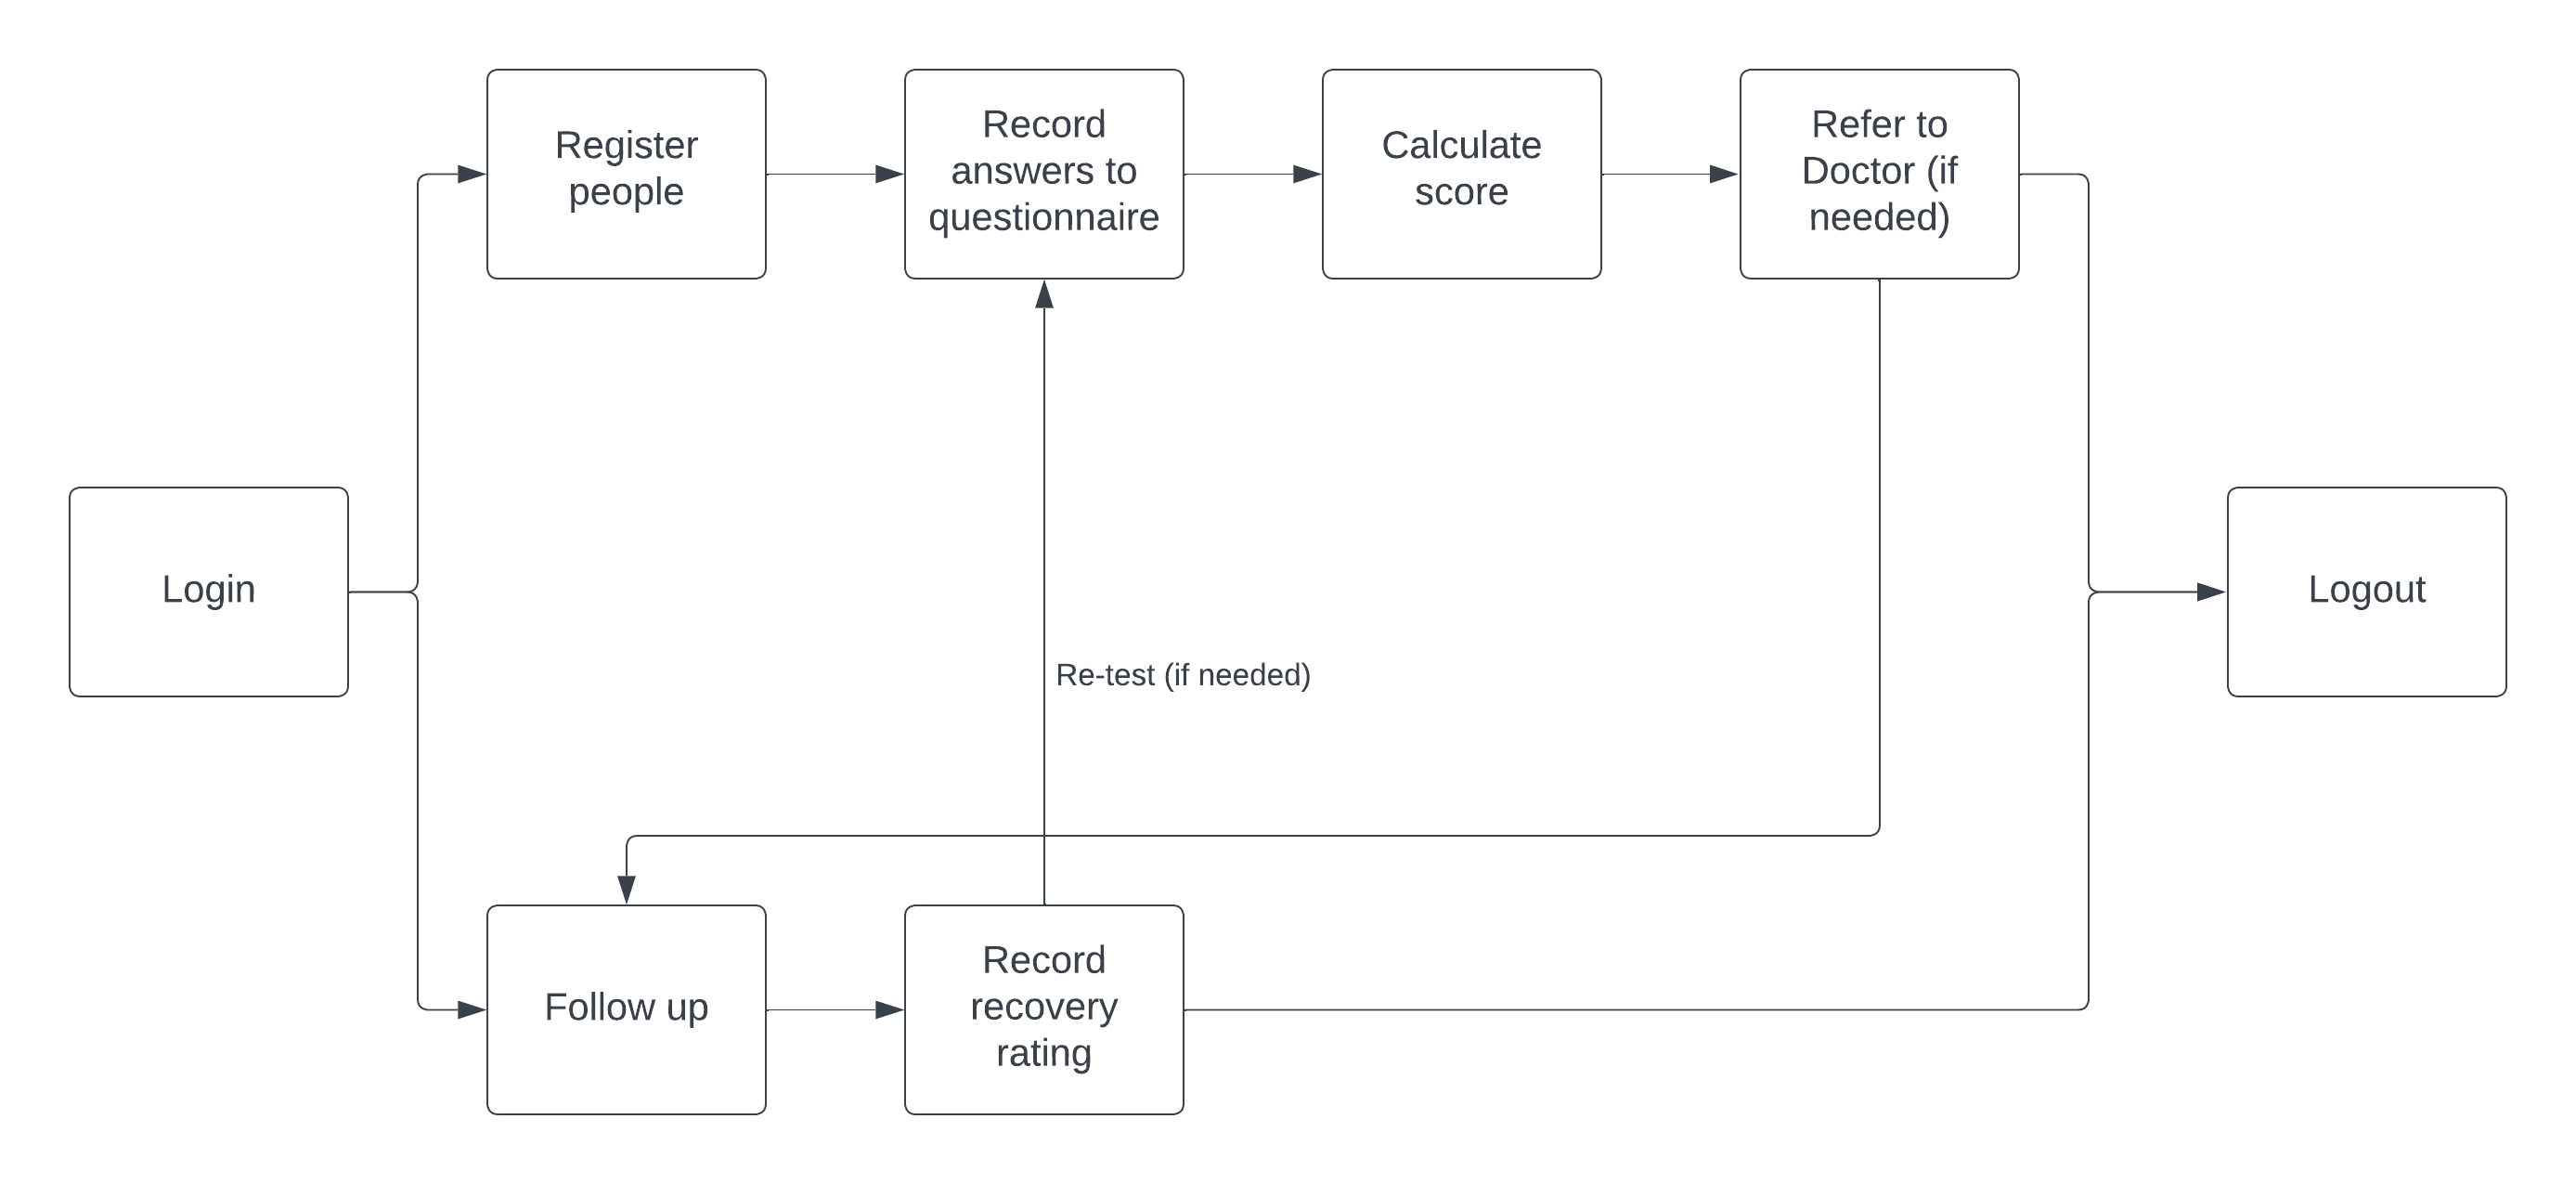 Register
people
Record
answers to
questionnaire
Calculate
score
Refer to
Doctor (if
needed)
Login
Logout
Re-test (if needed)
Follow up
Record
recovery
rating